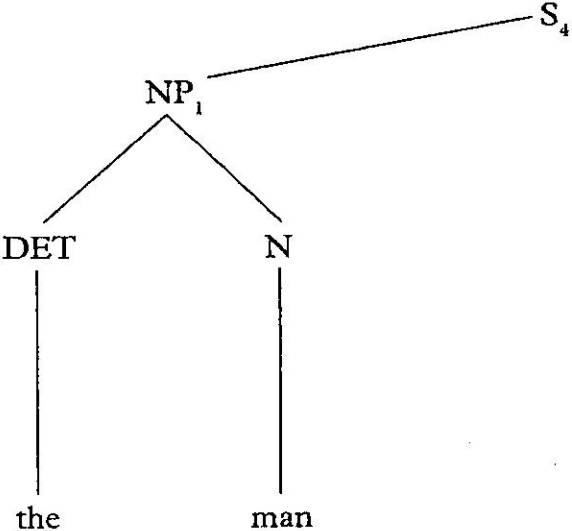 S₄
NP₁
DET N
the man